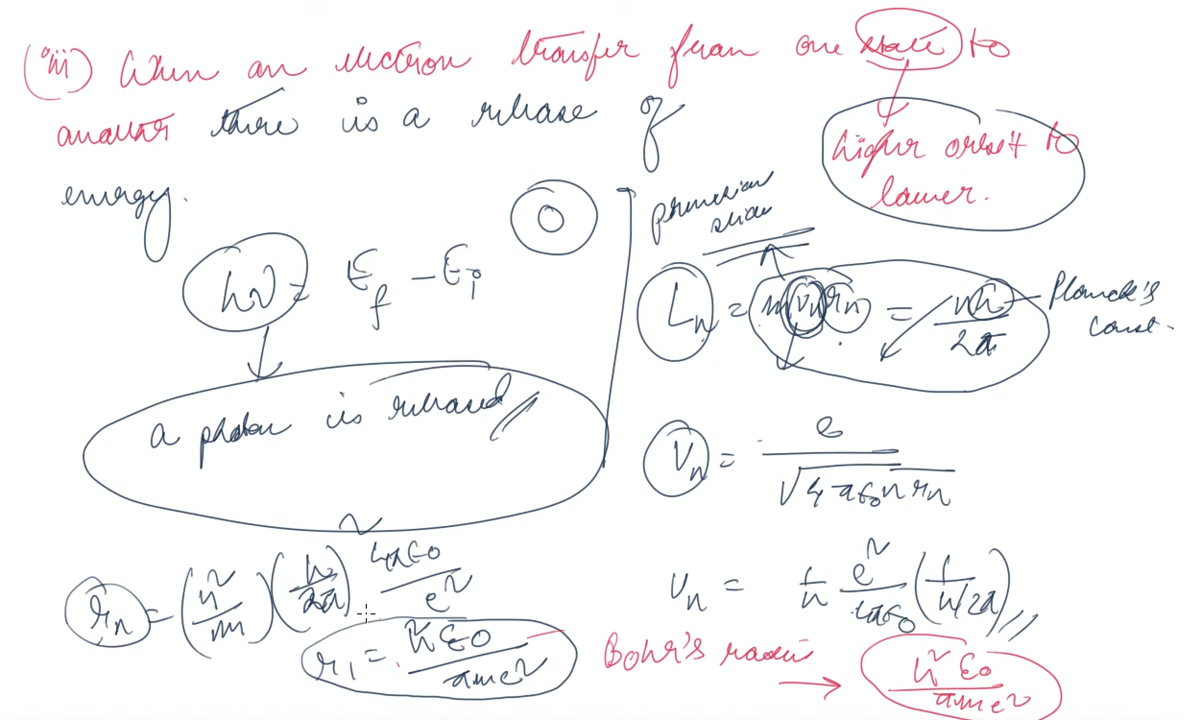 (iii) When an electron transfer from one state to
another there is a release of
energy.
higher orbit to
lower.
hν = E_f - E_i
a photon is released
L_n = m v_n r_n = nh/2π
Planck's
const.
v_n = e/√(4πε₀ m r_n)
r_n = (n²/m) (h/2π)² 4πε₀/e²
v_n = 1/n e²/4πε₀ (1/h/2π)
r₁ = h²ε₀/πme²
Bohr's radii → h²ε₀/πme²